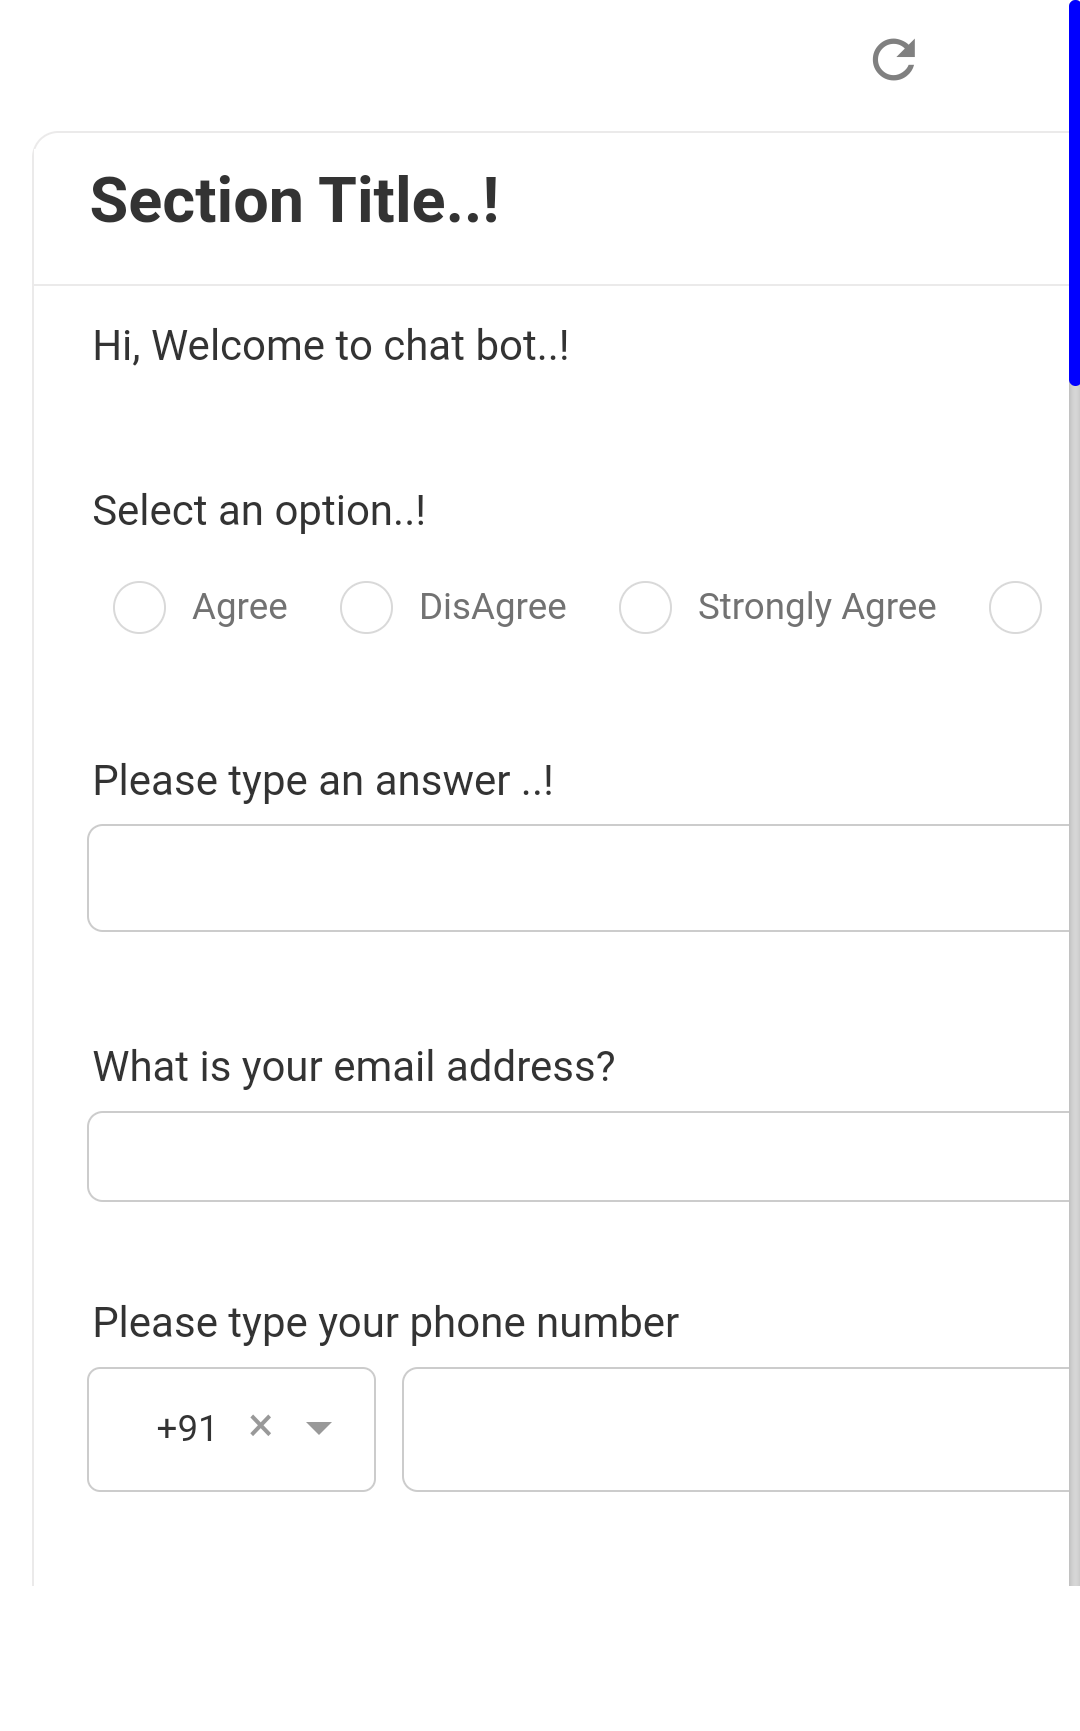 Section Title..!
Hi, Welcome to chat bot..!
Select an option..!
Agree DisAgree Strongly Agree
Please type an answer ..!
What is your email address?
Please type your phone number
+91